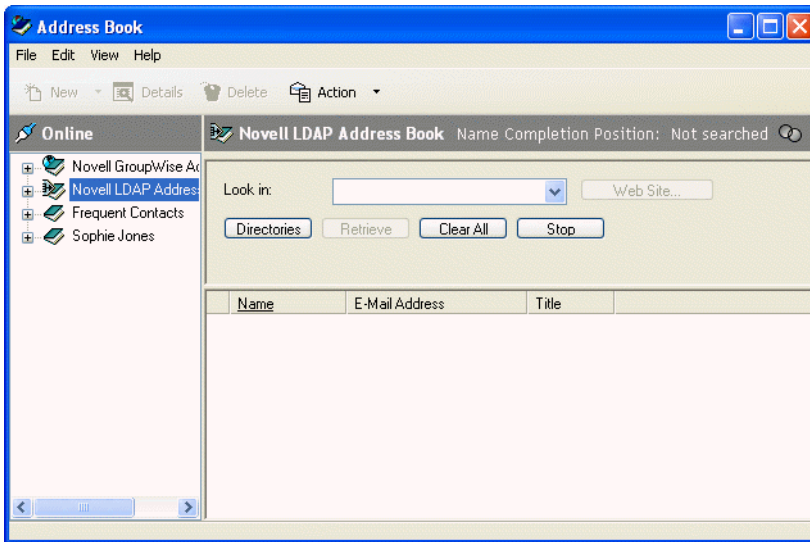 Address Book
File Edit View Help
New Details Delete Action
Online
Novell LDAP Address Book Name Completion Position: Not searched
Novell GroupWise Ac
Novell LDAP Address
Frequent Contacts
Sophie Jones
Look in: Web Site...
Directories Retrieve Clear All Stop
Name E-Mail Address Title